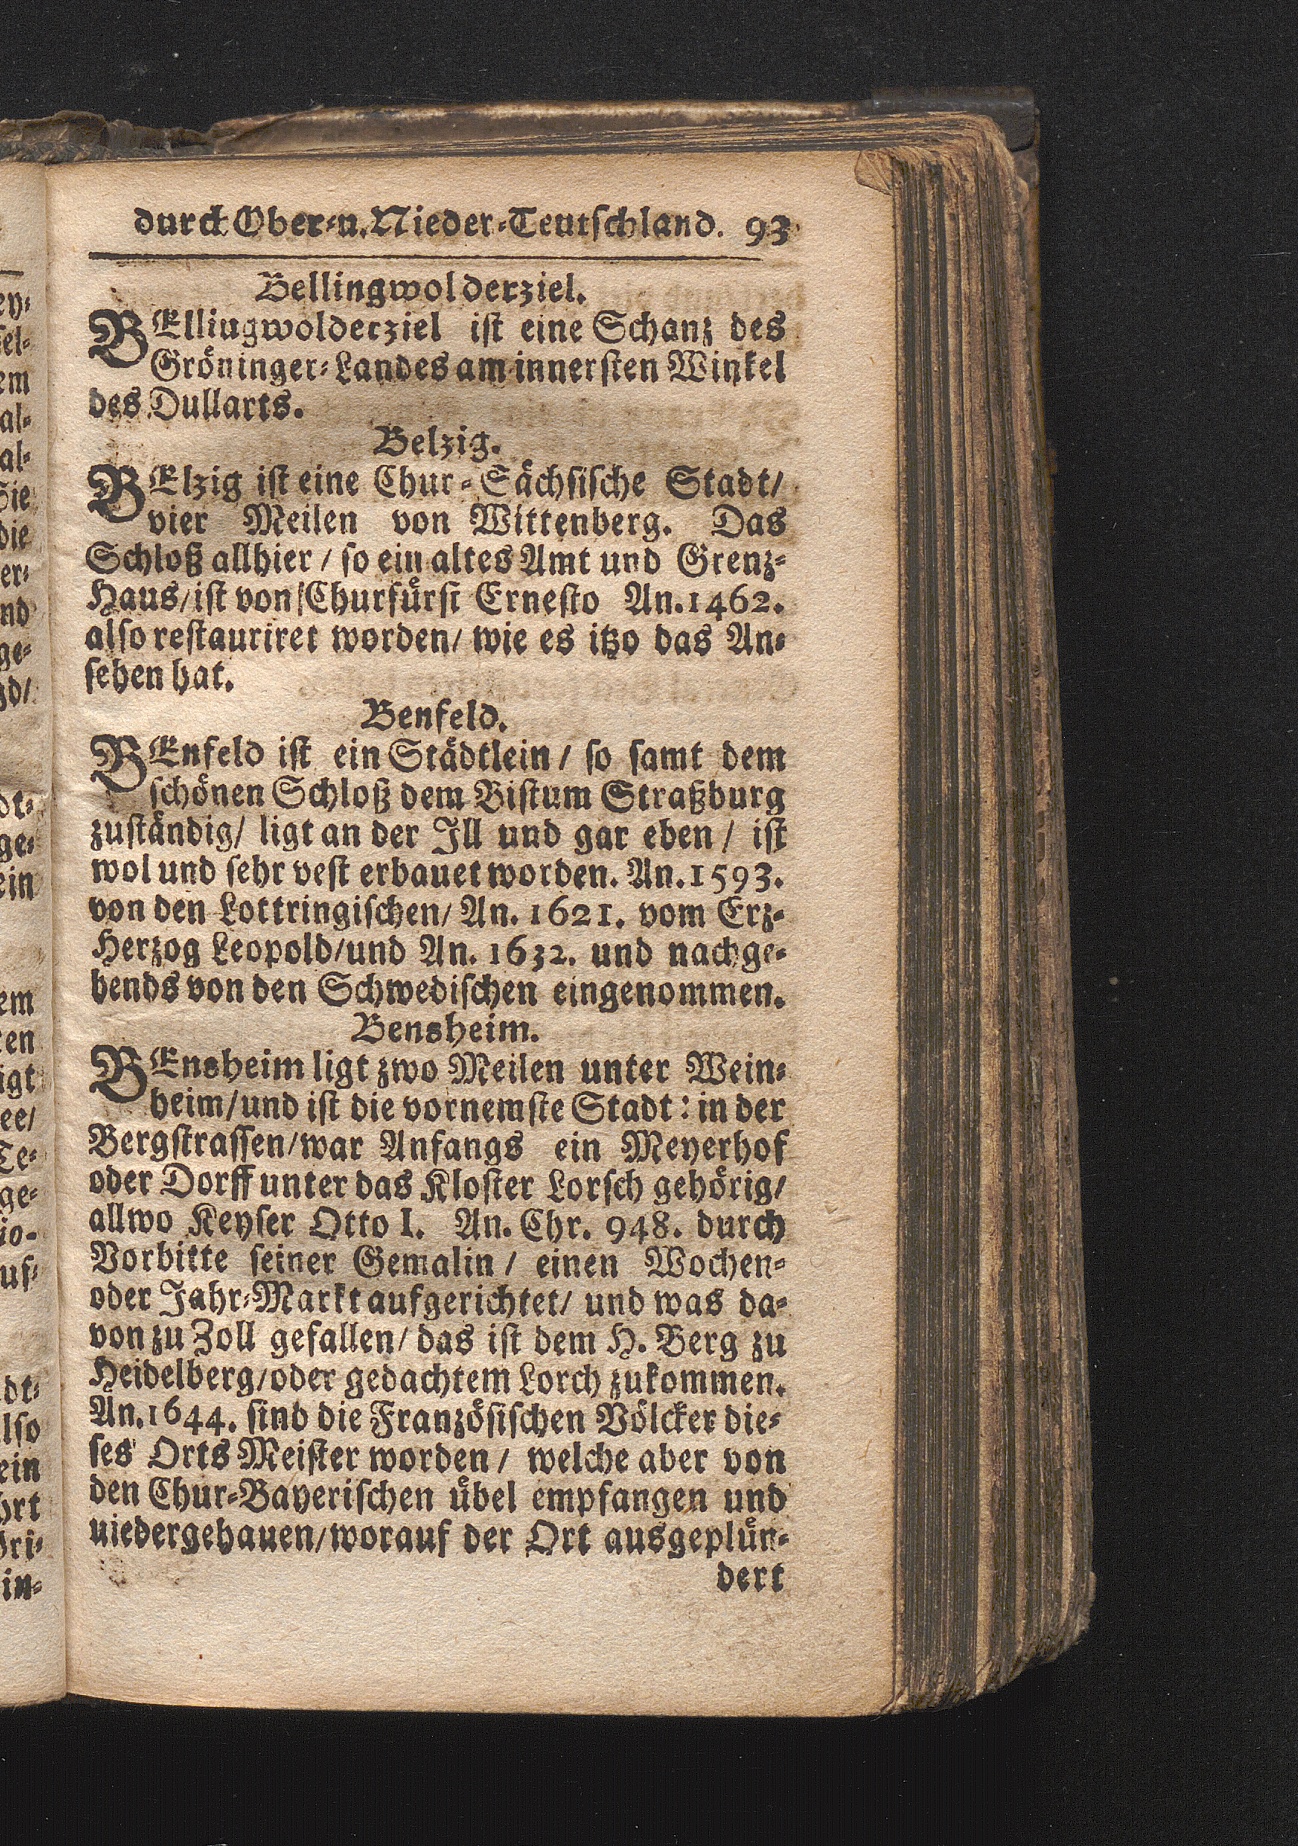 durch Ober-u. Nieder-Teutschland. 93
Bellingwolderziel.
BEllingwolderziel ist eine Schanz des
Gröninger-Landes am innersten Winkel
des Dullarts.
Belzig.
BElzig ist eine Chur-Sächsische Stadt/
vier Meilen von Wittenberg. Das
Schloß allhier / so ein altes Amt und Grenz-
Haus/ist von Churfürst Ernesto An. 1462.
also restauriret worden/ wie es itzo das An-
sehen hat.
Benfeld.
BEnfeld ist ein Städtlein / so samt dem
schönen Schloß dem Bistum Straßburg
zuständig/ ligt an der Ill und gar eben / ist
wol und sehr vest erbauet worden. An. 1593.
von den Lottringischen/ An. 1621. vom Erz-
Herzog Leopold/und An. 1632. und nachge-
hends von den Schwedischen eingenommen.
Bensheim.
BEnsheim ligt zwo Meilen unter Wein-
heim/und ist die vornemste Stadt: in der
Bergstrassen/war Anfangs ein Meyerhof
oder Dorff unter das Kloster Lorsch gehörig/
allwo Keyser Otto I. An. Chr. 948. durch
Vorbitte seiner Gemalin / einen Wochen-
oder Jahr-Markt aufgerichtet/ und was da-
von zu Zoll gefallen/ das ist dem H. Berg zu
Heidelberg/oder gedachtem Lorch zukommen.
An. 1644. sind die Französischen Völcker die-
ses Orts Meister worden / welche aber von
den Chur-Bayerischen übel empfangen und
niedergehauen/worauf der Ort ausgeplün-
dert